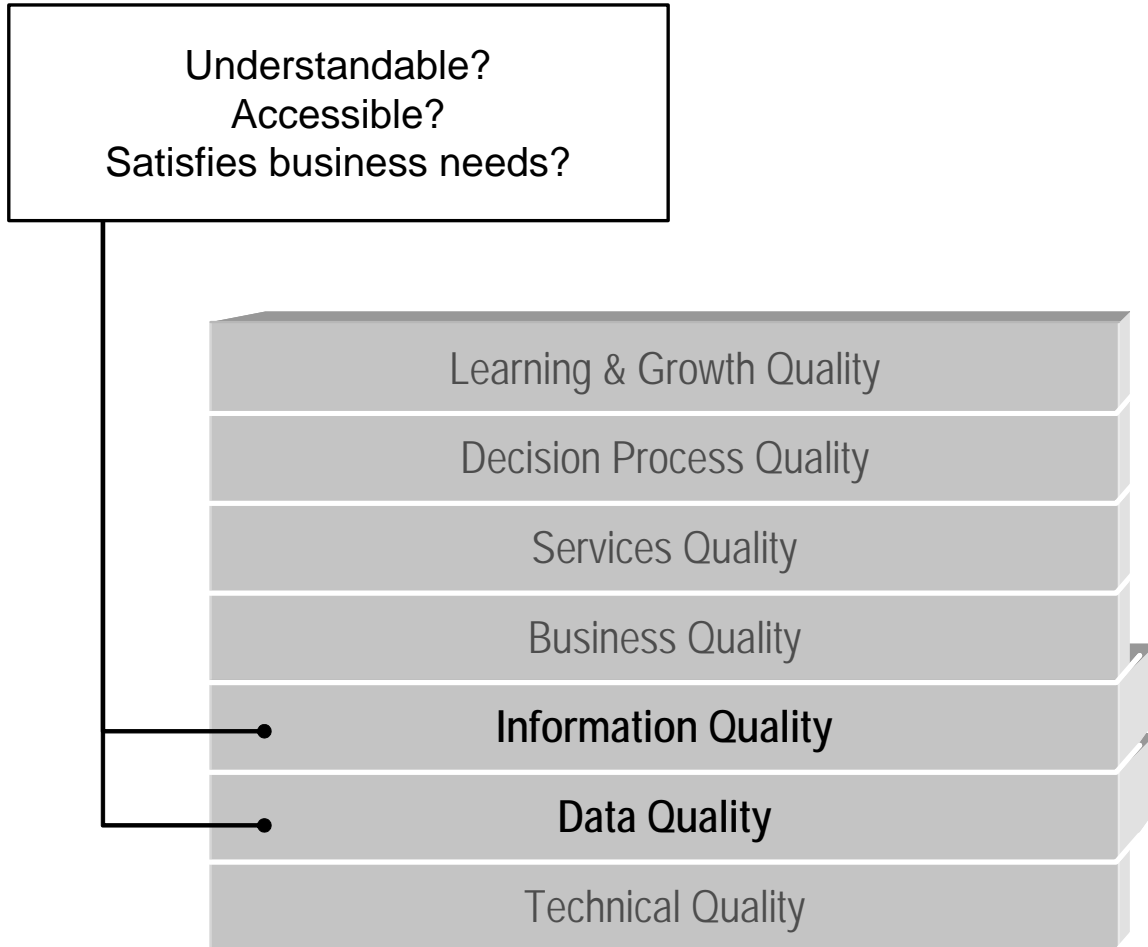 Understandable?
Accessible?
Satisfies business needs?
Learning & Growth Quality
Decision Process Quality
Services Quality
Business Quality
Information Quality
Data Quality
Technical Quality